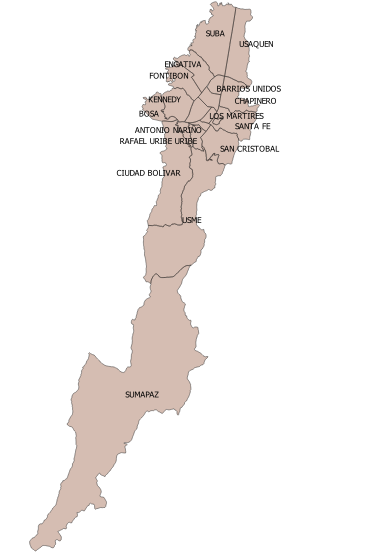 SUBA
USAQUEN
ENGATIVA
FONTIBON
BARRIOS UNIDOS
KENNEDY
CHAPINERO
BOSA
LOS MARTIRES
SANTA FE
ANTONIO NARINO
RAFAEL URIBE URIBE
SAN CRISTOBAL
CIUDAD BOLIVAR
USME
SUMAPAZ